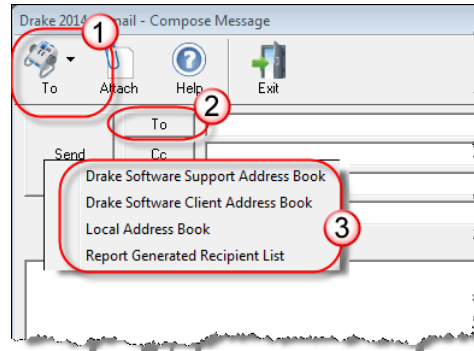 Drake 2014 - Email - Compose Message
1
To Attach Help Exit
2
To
Send Cc
Drake Software Support Address Book
Drake Software Client Address Book
Local Address Book
Report Generated Recipient List
3